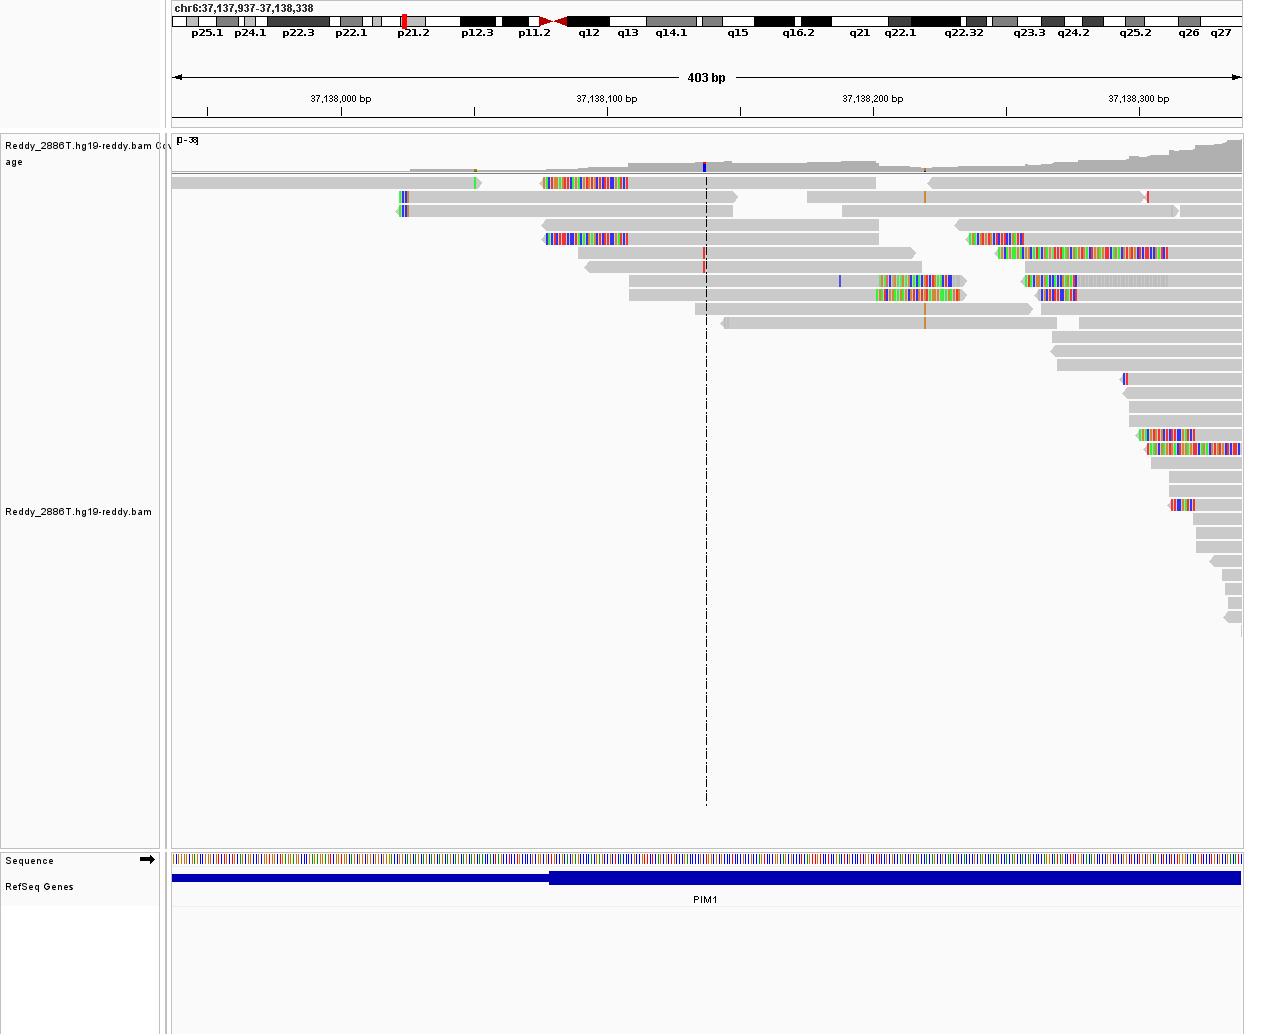 chr6:37,137,937-37,138,338
p25.1 p24.1 p22.3 p22.1 p21.2 p12.3 p11.2 q12 q13 q14.1 q15 q16.2 q21 q22.1 q22.32 q23.3 q24.2 q25.2 q26 q27
403 bp
37,138,000 bp 37,138,100 bp 37,138,200 bp 37,138,300 bp
[0-38]
Reddy_2886T.hg19-reddy.bam Cov
age
Reddy_2886T.hg19-reddy.bam
Sequence
RefSeq Genes
PIM1